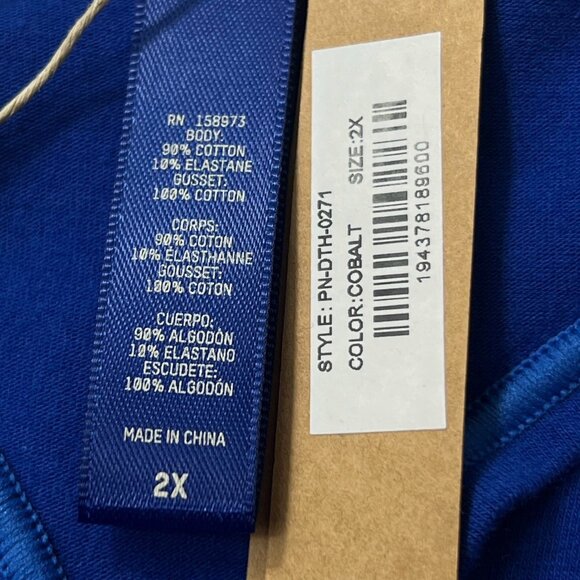 RN 158973
BODY:
90% COTTON
10% ELASTANE
GUSSET:
100% COTTON
CORPS:
90% COTON
10% ELASTHANNE
GOUSSET:
100% COTON
CUERPO:
90% ALGODÓN
10% ELASTANO
ESCUDETE:
100% ALGODÓN
MADE IN CHINA
2X
STYLE: PN-DTH-0271
COLOR:COBALT SIZE:2X
194378189600